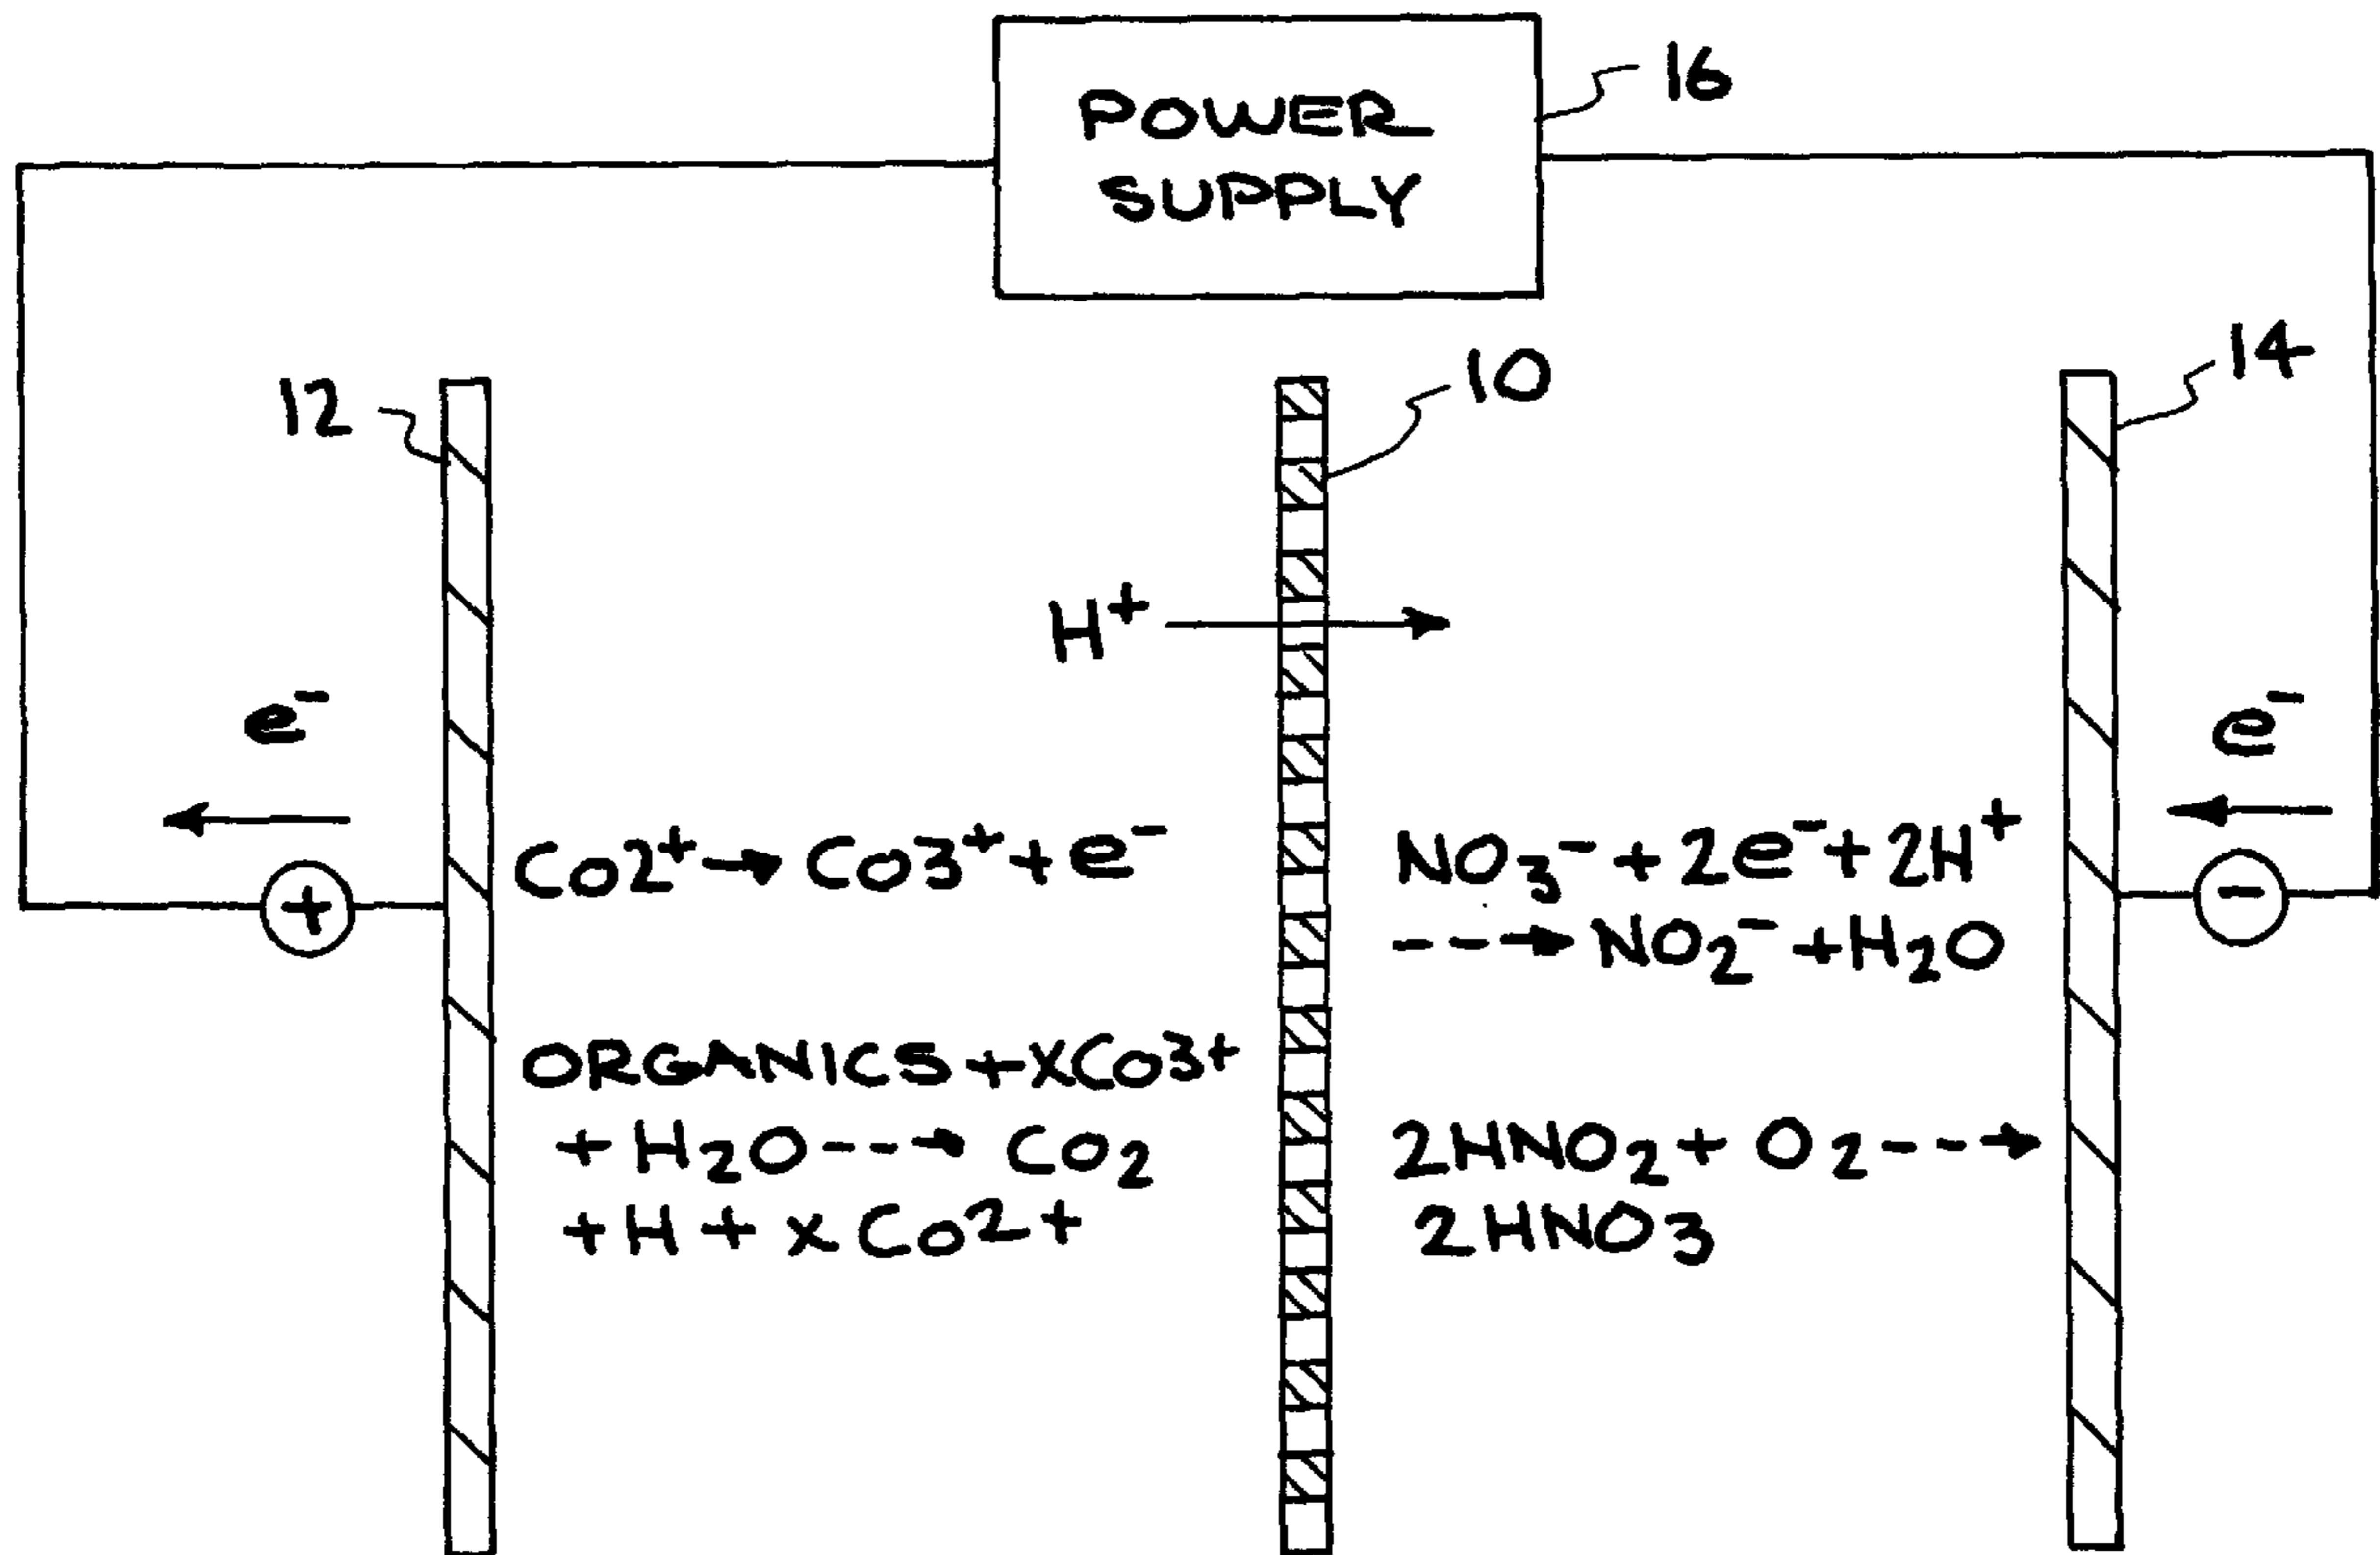 POWER
SUPPLY
16
12
10
14
H⁺
e⁻
e⁻
Co2⁺→Co3⁺+e⁻
NO₃⁻+2e⁻+2H⁺
--→NO₂⁻+H₂O
+
-
ORGANICS+XCo3+
+H₂O--→CO₂
+H+xCo2+
2HNO₂+O₂--→
2HNO₃